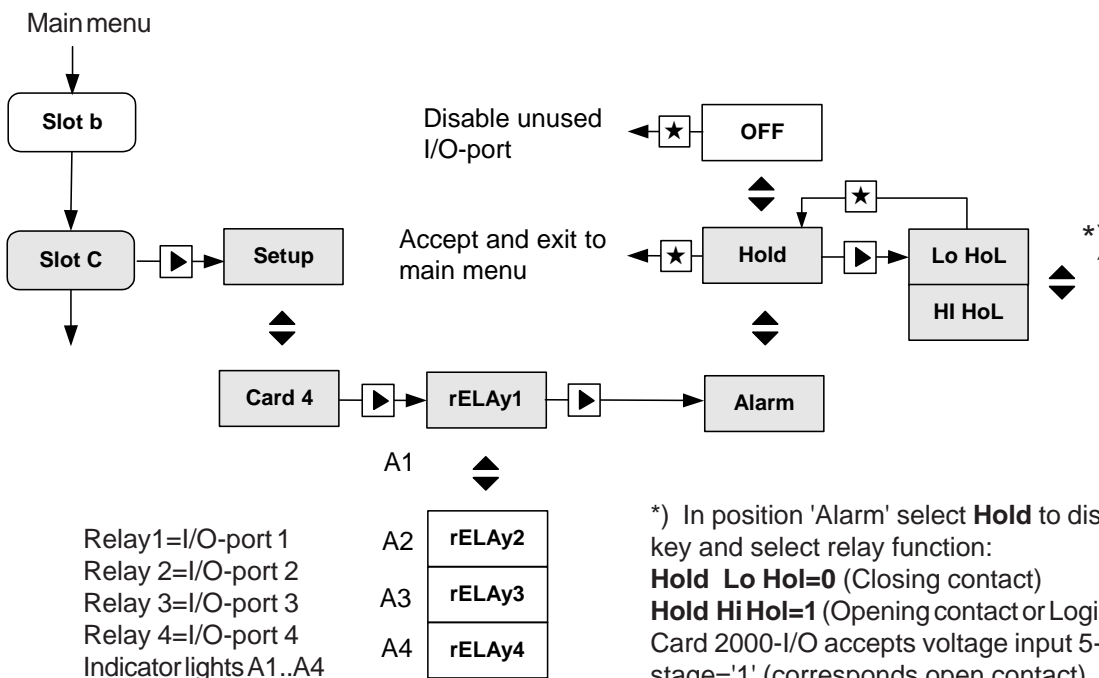 Main menu
Slot b
Disable unused
I/O-port
OFF
Slot C
Setup
Accept and exit to
main menu
Hold
Lo HoL
HI HoL
*)
Card 4
rELAy1
Alarm
A1
Relay1=I/O-port 1
Relay 2=I/O-port 2
Relay 3=I/O-port 3
Relay 4=I/O-port 4
Indicator lights A1..A4
A2
rELAy2
A3
rELAy3
A4
rELAy4
*) In position 'Alarm' select Hold to
key and select relay function:
Hold Lo Hol=0 (Closing contact)
Hold Hi Hol=1 (Opening contact or
Card 2000-I/O accepts voltage input 5-
stage='1' (corresponds open contact)